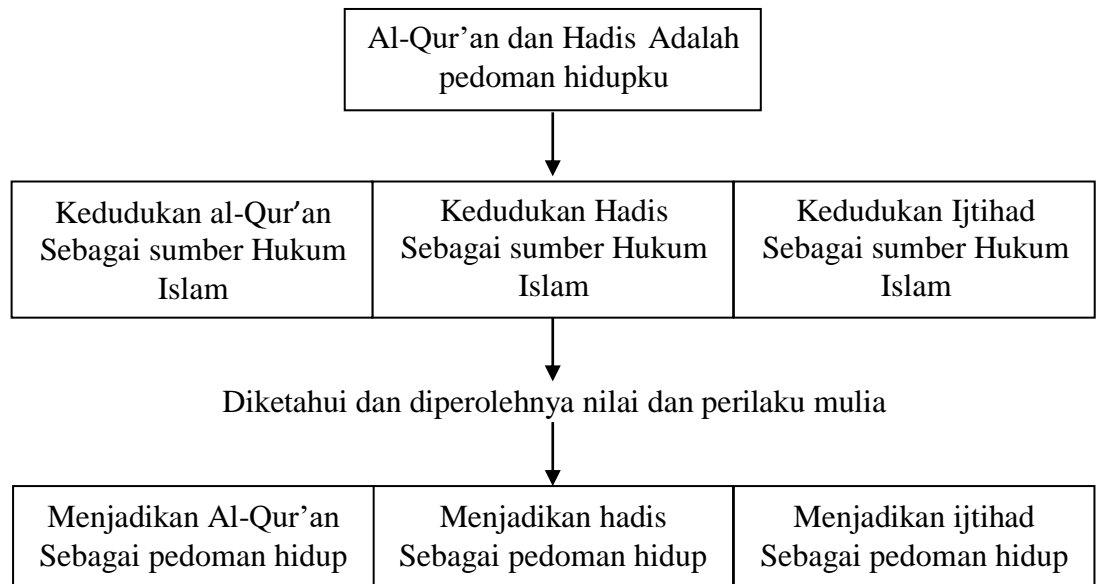 Al-Qur’an dan Hadis Adalah
pedoman hidupku
Kedudukan al-Qur’an
Sebagai sumber Hukum
Islam
Kedudukan Hadis
Sebagai sumber Hukum
Islam
Kedudukan Ijtihad
Sebagai sumber Hukum
Islam
Diketahui dan diperolehnya nilai dan perilaku mulia
Menjadikan Al-Qur’an
Sebagai pedoman hidup
Menjadikan hadis
Sebagai pedoman hidup
Menjadikan ijtihad
Sebagai pedoman hidup